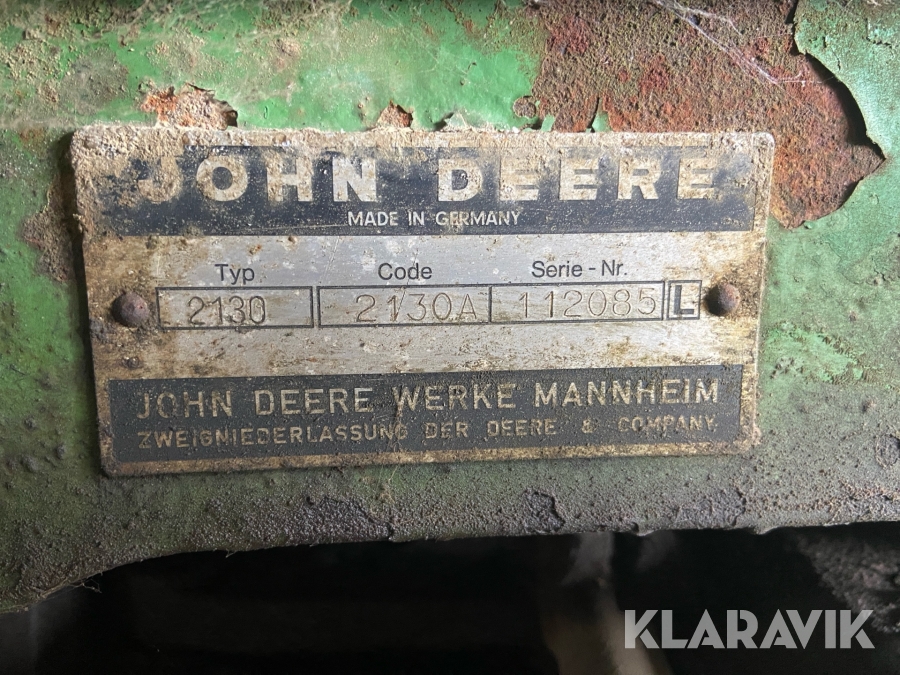 JOHN DEERE
MADE IN GERMANY
Typ Code Serie - Nr.
2130 2130A 112085 L
JOHN DEERE WERKE MANNHEIM
ZWEIGNIEDERLASSUNG DER DEERE & COMPANY.
KLARAVIK